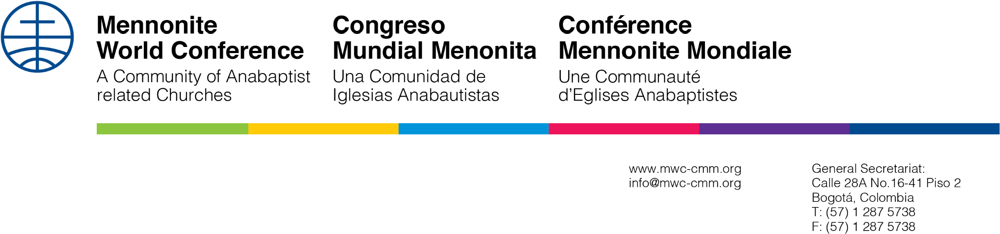 Mennonite
World Conference
A Community of Anabaptist
related Churches
Congreso
Mundial Menonita
Una Comunidad de
Iglesias Anabautistas
Conférence
Mennonite Mondiale
Une Communauté
d’Eglises Anabaptistes
www.mwc-cmm.org
info@mwc-cmm.org
General Secretariat:
Calle 28A No.16-41 Piso 2
Bogotá, Colombia
T: (57) 1 287 5738
F: (57) 1 287 5738